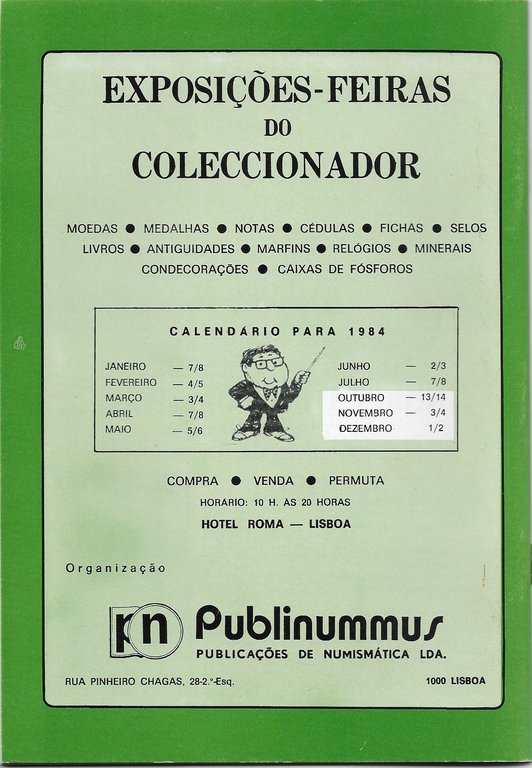 EXPOSIÇÕES-FEIRAS
DO
COLECCIONADOR
MOEDAS ● MEDALHAS ● NOTAS ● CÉDULAS ● FICHAS ● SELOS
LIVROS ● ANTIGUIDADES ● MARFINS ● RELÓGIOS ● MINERAIS
CONDECORAÇÕES ● CAIXAS DE FÓSFOROS
CALENDÁRIO PARA 1984
JANEIRO — 7/8
FEVEREIRO — 4/5
MARÇO — 3/4
ABRIL — 7/8
MAIO — 5/6
JUNHO — 2/3
JULHO — 7/8
OUTUBRO — 13/14
NOVEMBRO — 3/4
DEZEMBRO 1/2
COMPRA ● VENDA ● PERMUTA
HORARIO: 10 H. AS 20 HORAS
HOTEL ROMA — LISBOA
Organização
pn Publinummus
PUBLICAÇÕES DE NUMISMÁTICA LDA.
RUA PINHEIRO CHAGAS, 28-2.º-Esq. 1000 LISBOA